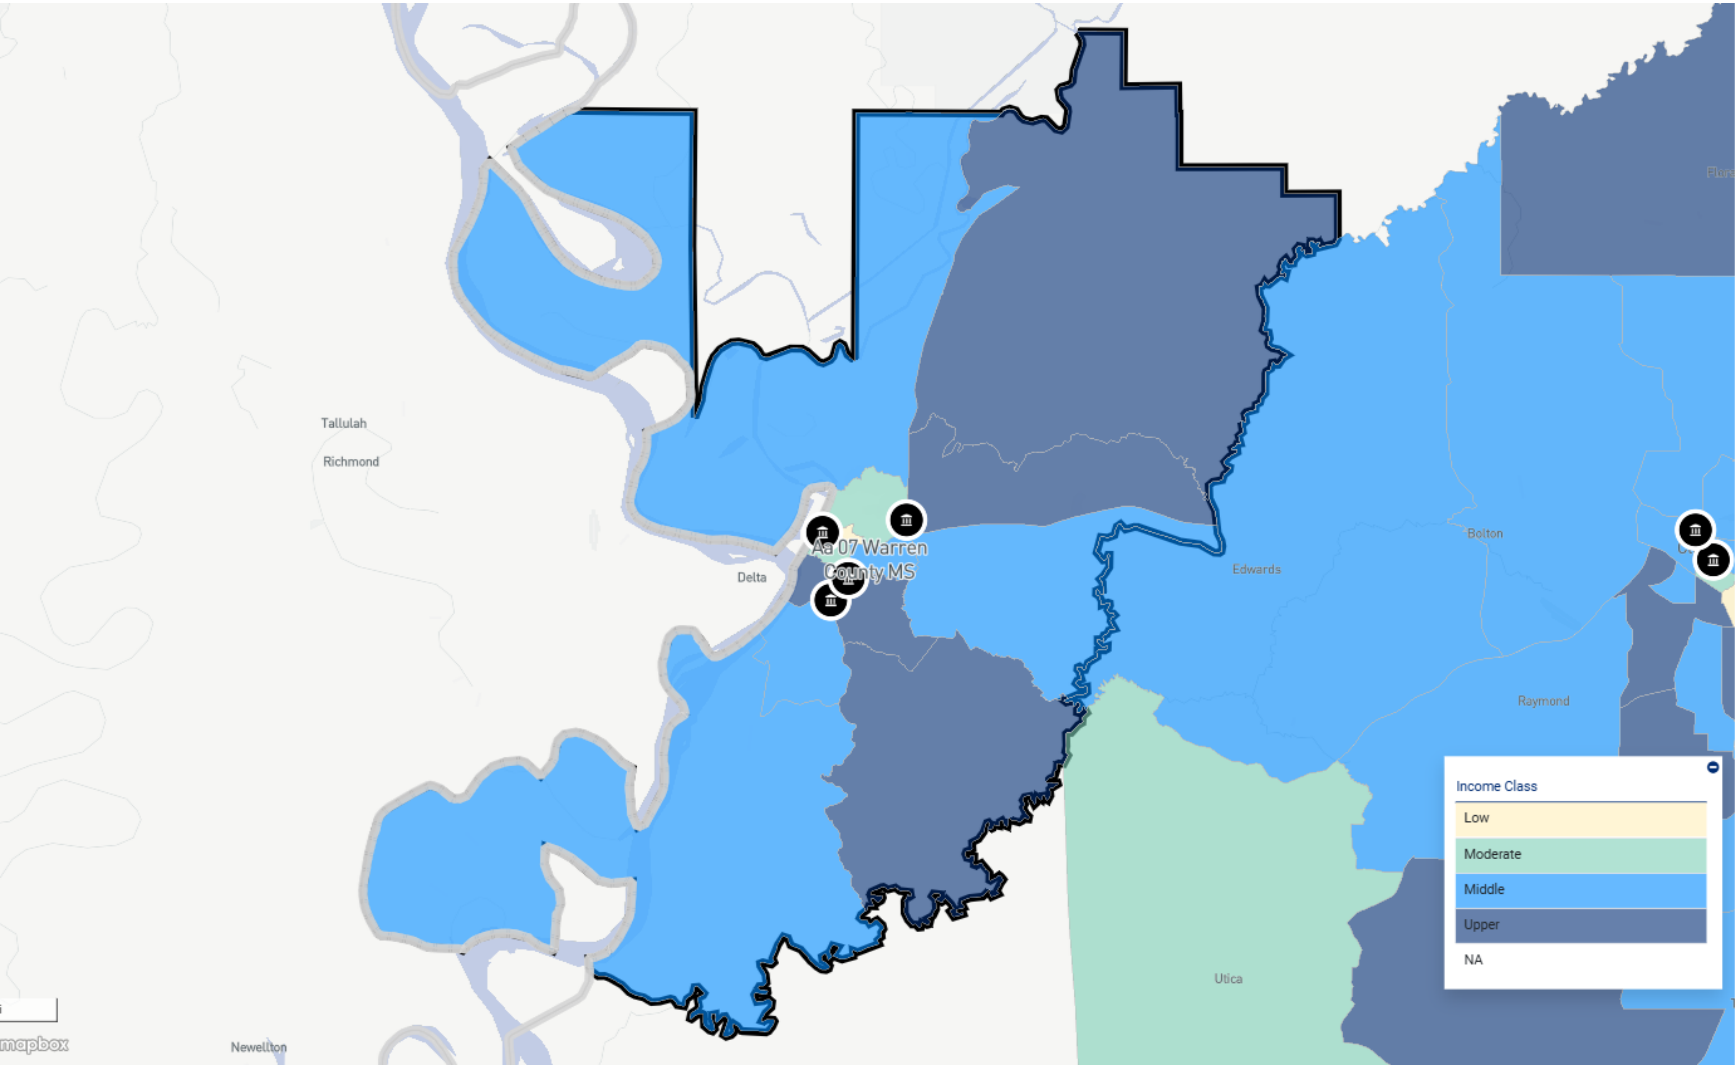 Flor
Tallulah
Richmond
Bolton
Aa 07 Warren
County MS
Delta
Edwards
Raymond
Income Class
Low
Moderate
Middle
Upper
NA
Utica
mapbox
Newellton